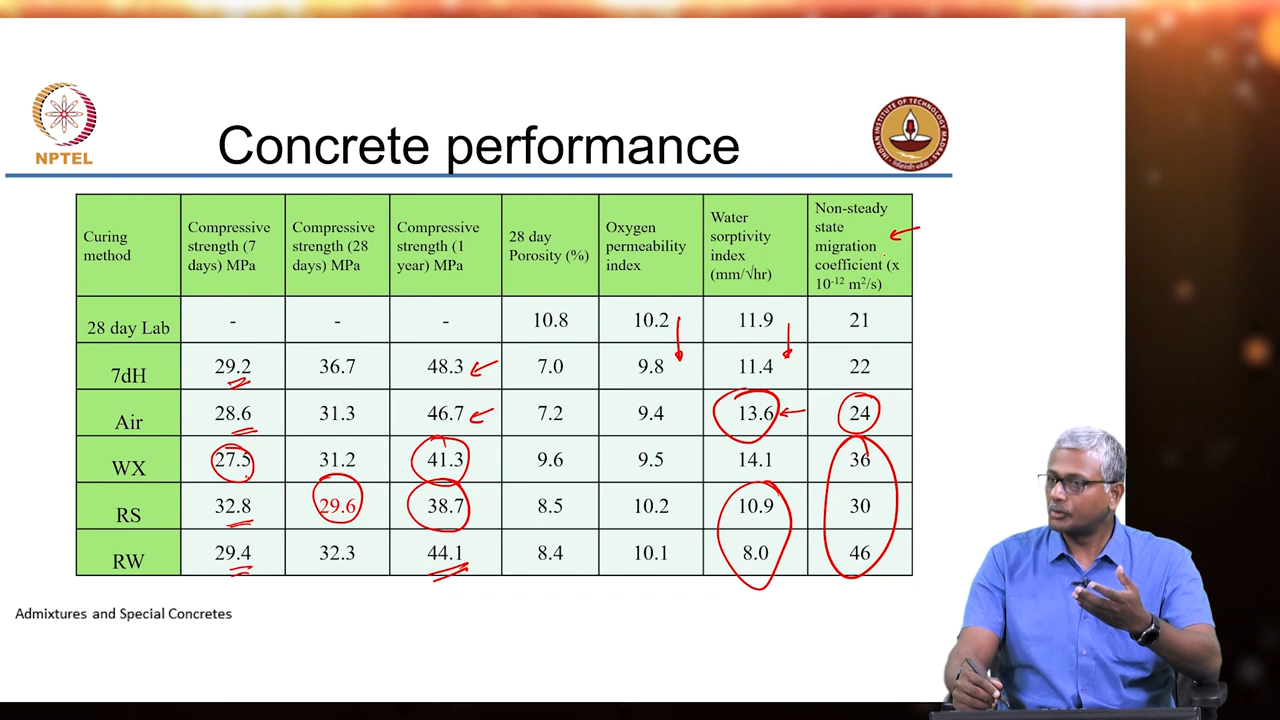 NPTEL
INDIAN INSTITUTE OF TECHNOLOGY MADRAS
Concrete performance
Curing method
Compressive strength (7 days) MPa
Compressive strength (28 days) MPa
Compressive strength (1 year) MPa
28 day Porosity (%)
Oxygen permeability index
Water sorptivity index (mm/√hr)
Non-steady state migration coefficient (x 10-12 m2/s)
28 day Lab - - - 10.8 10.2 11.9 21
7dH 29.2 36.7 48.3 7.0 9.8 11.4 22
Air 28.6 31.3 46.7 7.2 9.4 13.6 24
WX 27.5 31.2 41.3 9.6 9.5 14.1 36
RS 32.8 29.6 38.7 8.5 10.2 10.9 30
RW 29.4 32.3 44.1 8.4 10.1 8.0 46
Admixtures and Special Concretes